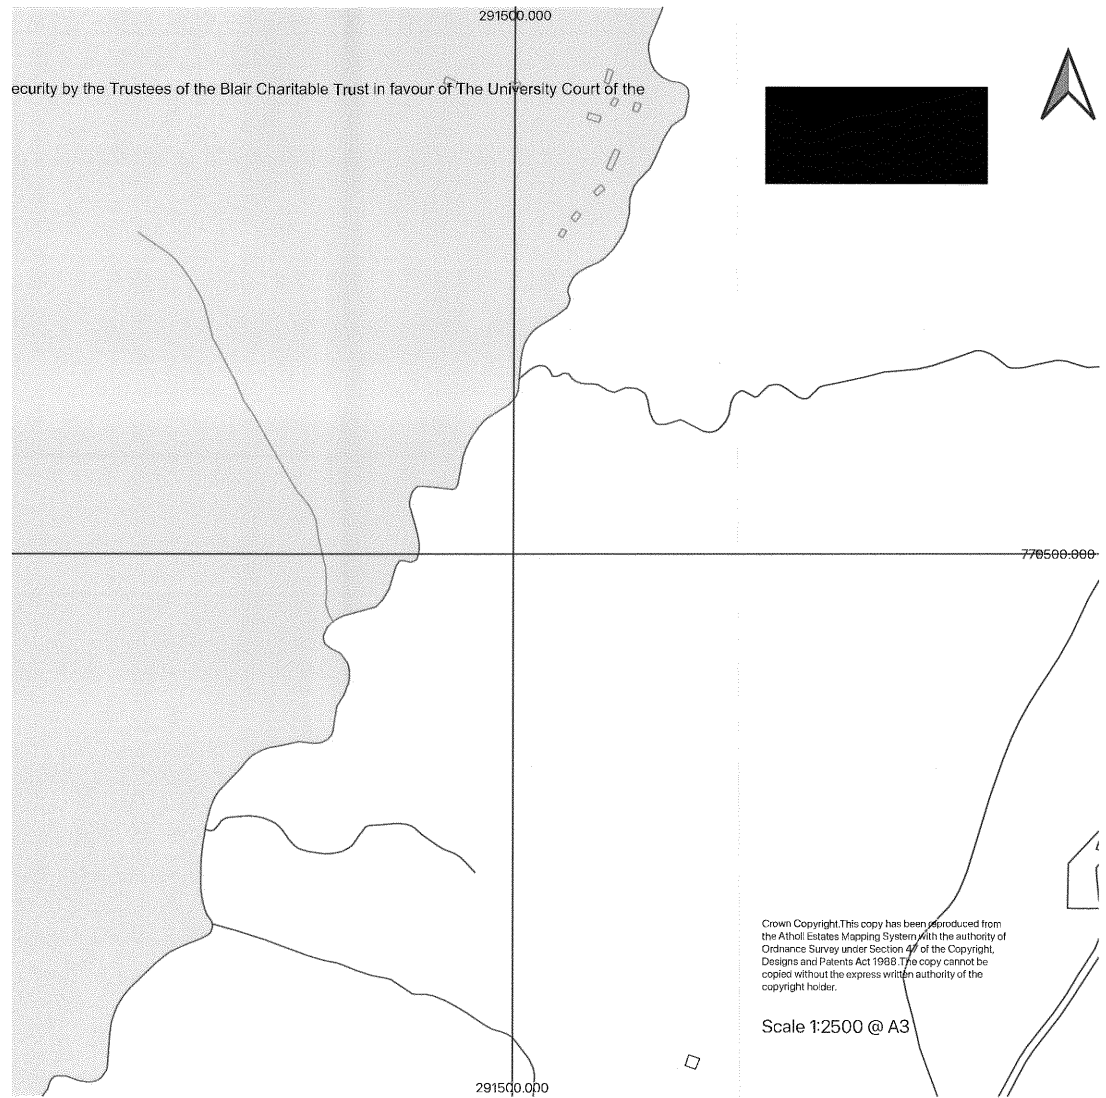 291500.000
ecurity by the Trustees of the Blair Charitable Trust in favour of The University Court of the
770500.000
Crown Copyright.This copy has been reproduced from
the Atholl Estates Mapping System with the authority of
Ordnance Survey under Section 47 of the Copyright,
Designs and Patents Act 1988.The copy cannot be
copied without the express written authority of the
copyright holder.
Scale 1:2500 @ A3
291500.000